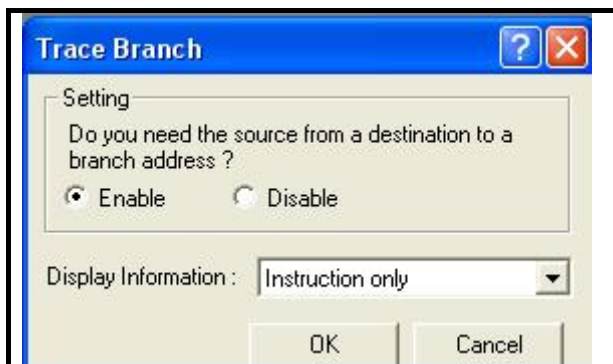 Trace Branch
Setting
Do you need the source from a destination to a
branch address ?
Enable Disable
Display Information : Instruction only
OK Cancel